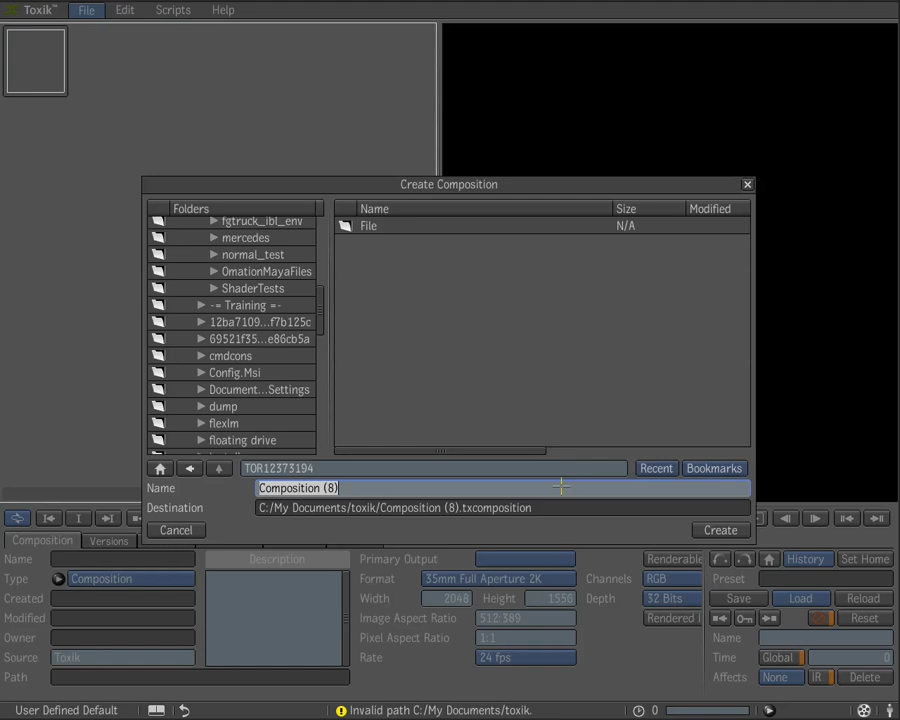 Toxik™ File Edit Scripts Help
Create Composition
Folders Name Size Modified
fgtruck_ibl_env File N/A
mercedes
normal_test
OmationMayaFiles
ShaderTests
-= Training =-
12ba7109...f7b125c
69521f35...e86cb5a
cmdcons
Config.Msi
Document...Settings
dump
flexlm
floating drive
TOR12373194 Recent Bookmarks
Name Composition (8)
Destination C:/My Documents/toxik/Composition (8).txcomposition
Cancel Create
Composition Versions
Name Description Primary Output Renderable History Set Home
Type Composition Format 35mm Full Aperture 2K Channels RGB Preset
Created Width 2048 Height 1556 Depth 32 Bits Save Load Reload
Modified Image Aspect Ratio 512:389 Rendered Reset
Owner Pixel Aspect Ratio 1:1 Name
Source Toxik Rate 24 fps Time Global 0
Path Affects None IR Delete
User Defined Default Invalid path C:/My Documents/toxik. 0